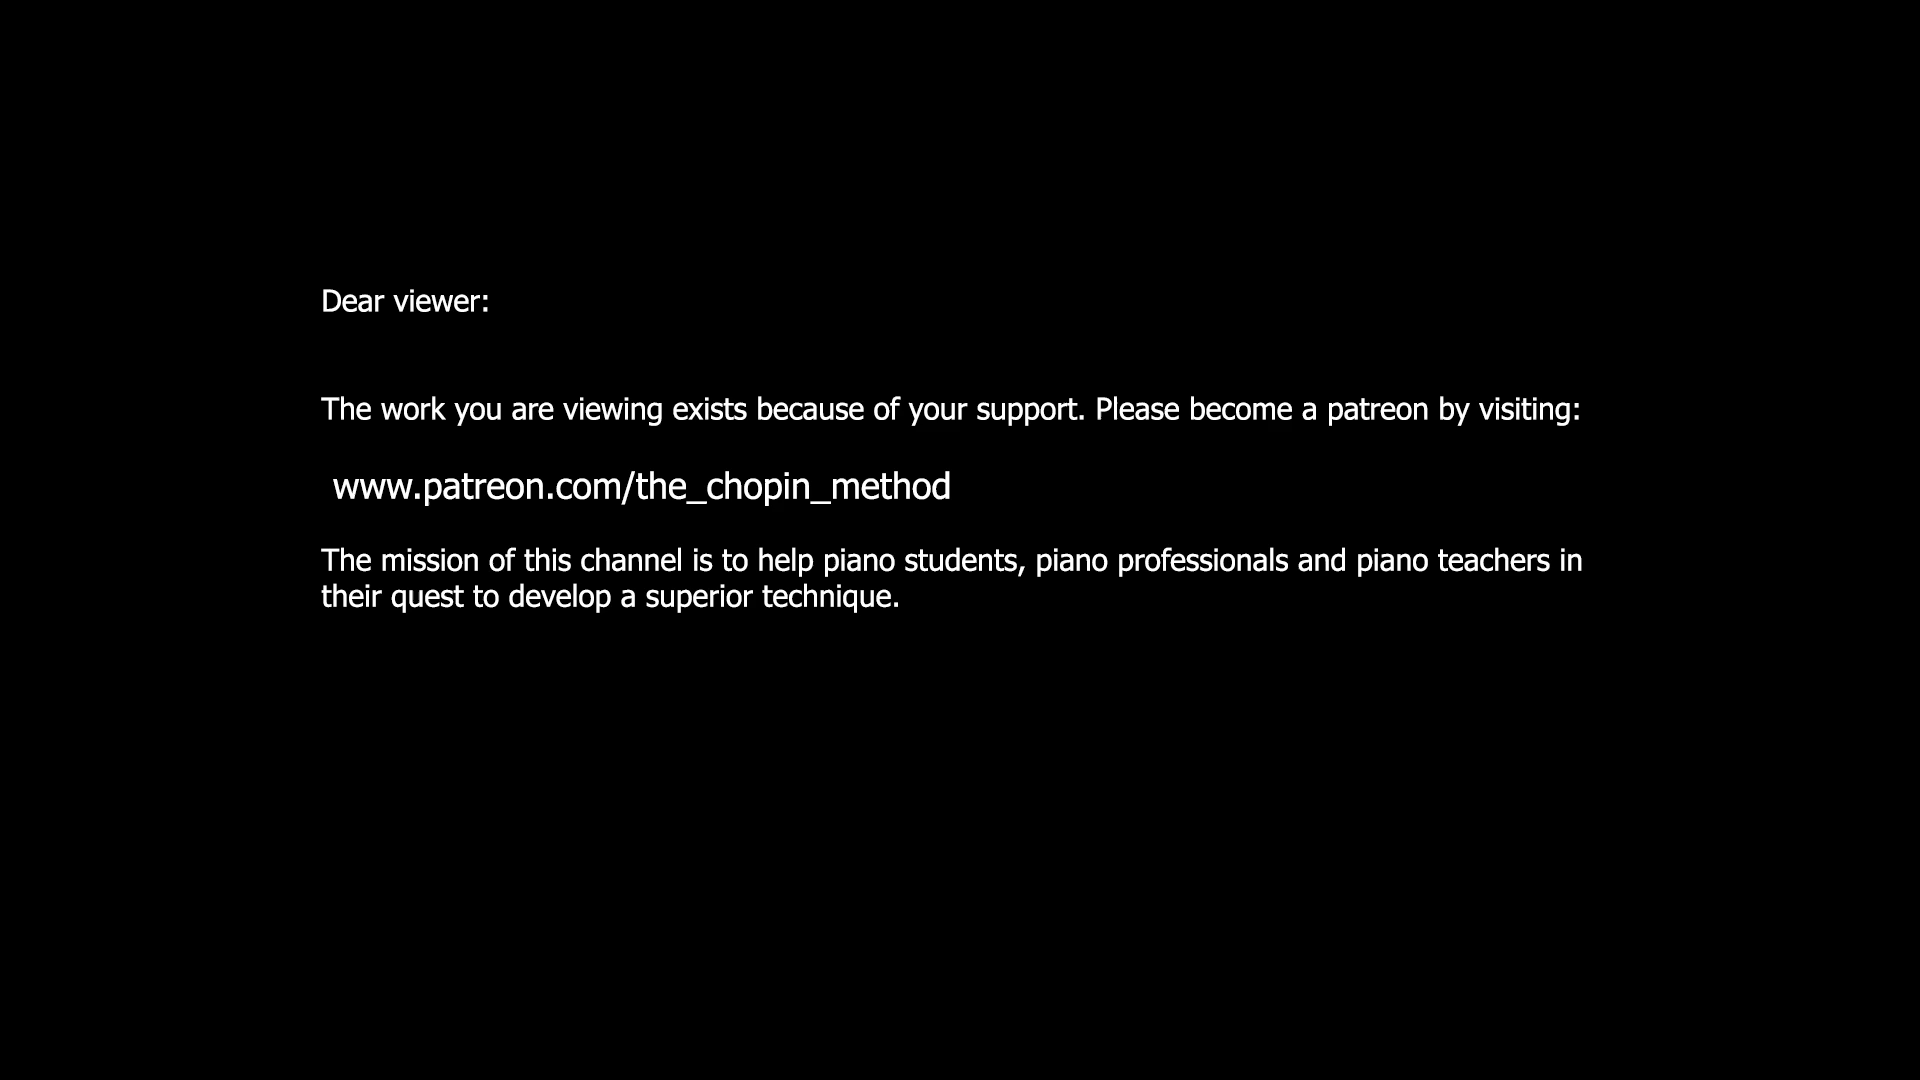 Dear viewer:
The work you are viewing exists because of your support. Please become a patreon by visiting:
www.patreon.com/the_chopin_method
The mission of this channel is to help piano students, piano professionals and piano teachers in
their quest to develop a superior technique.